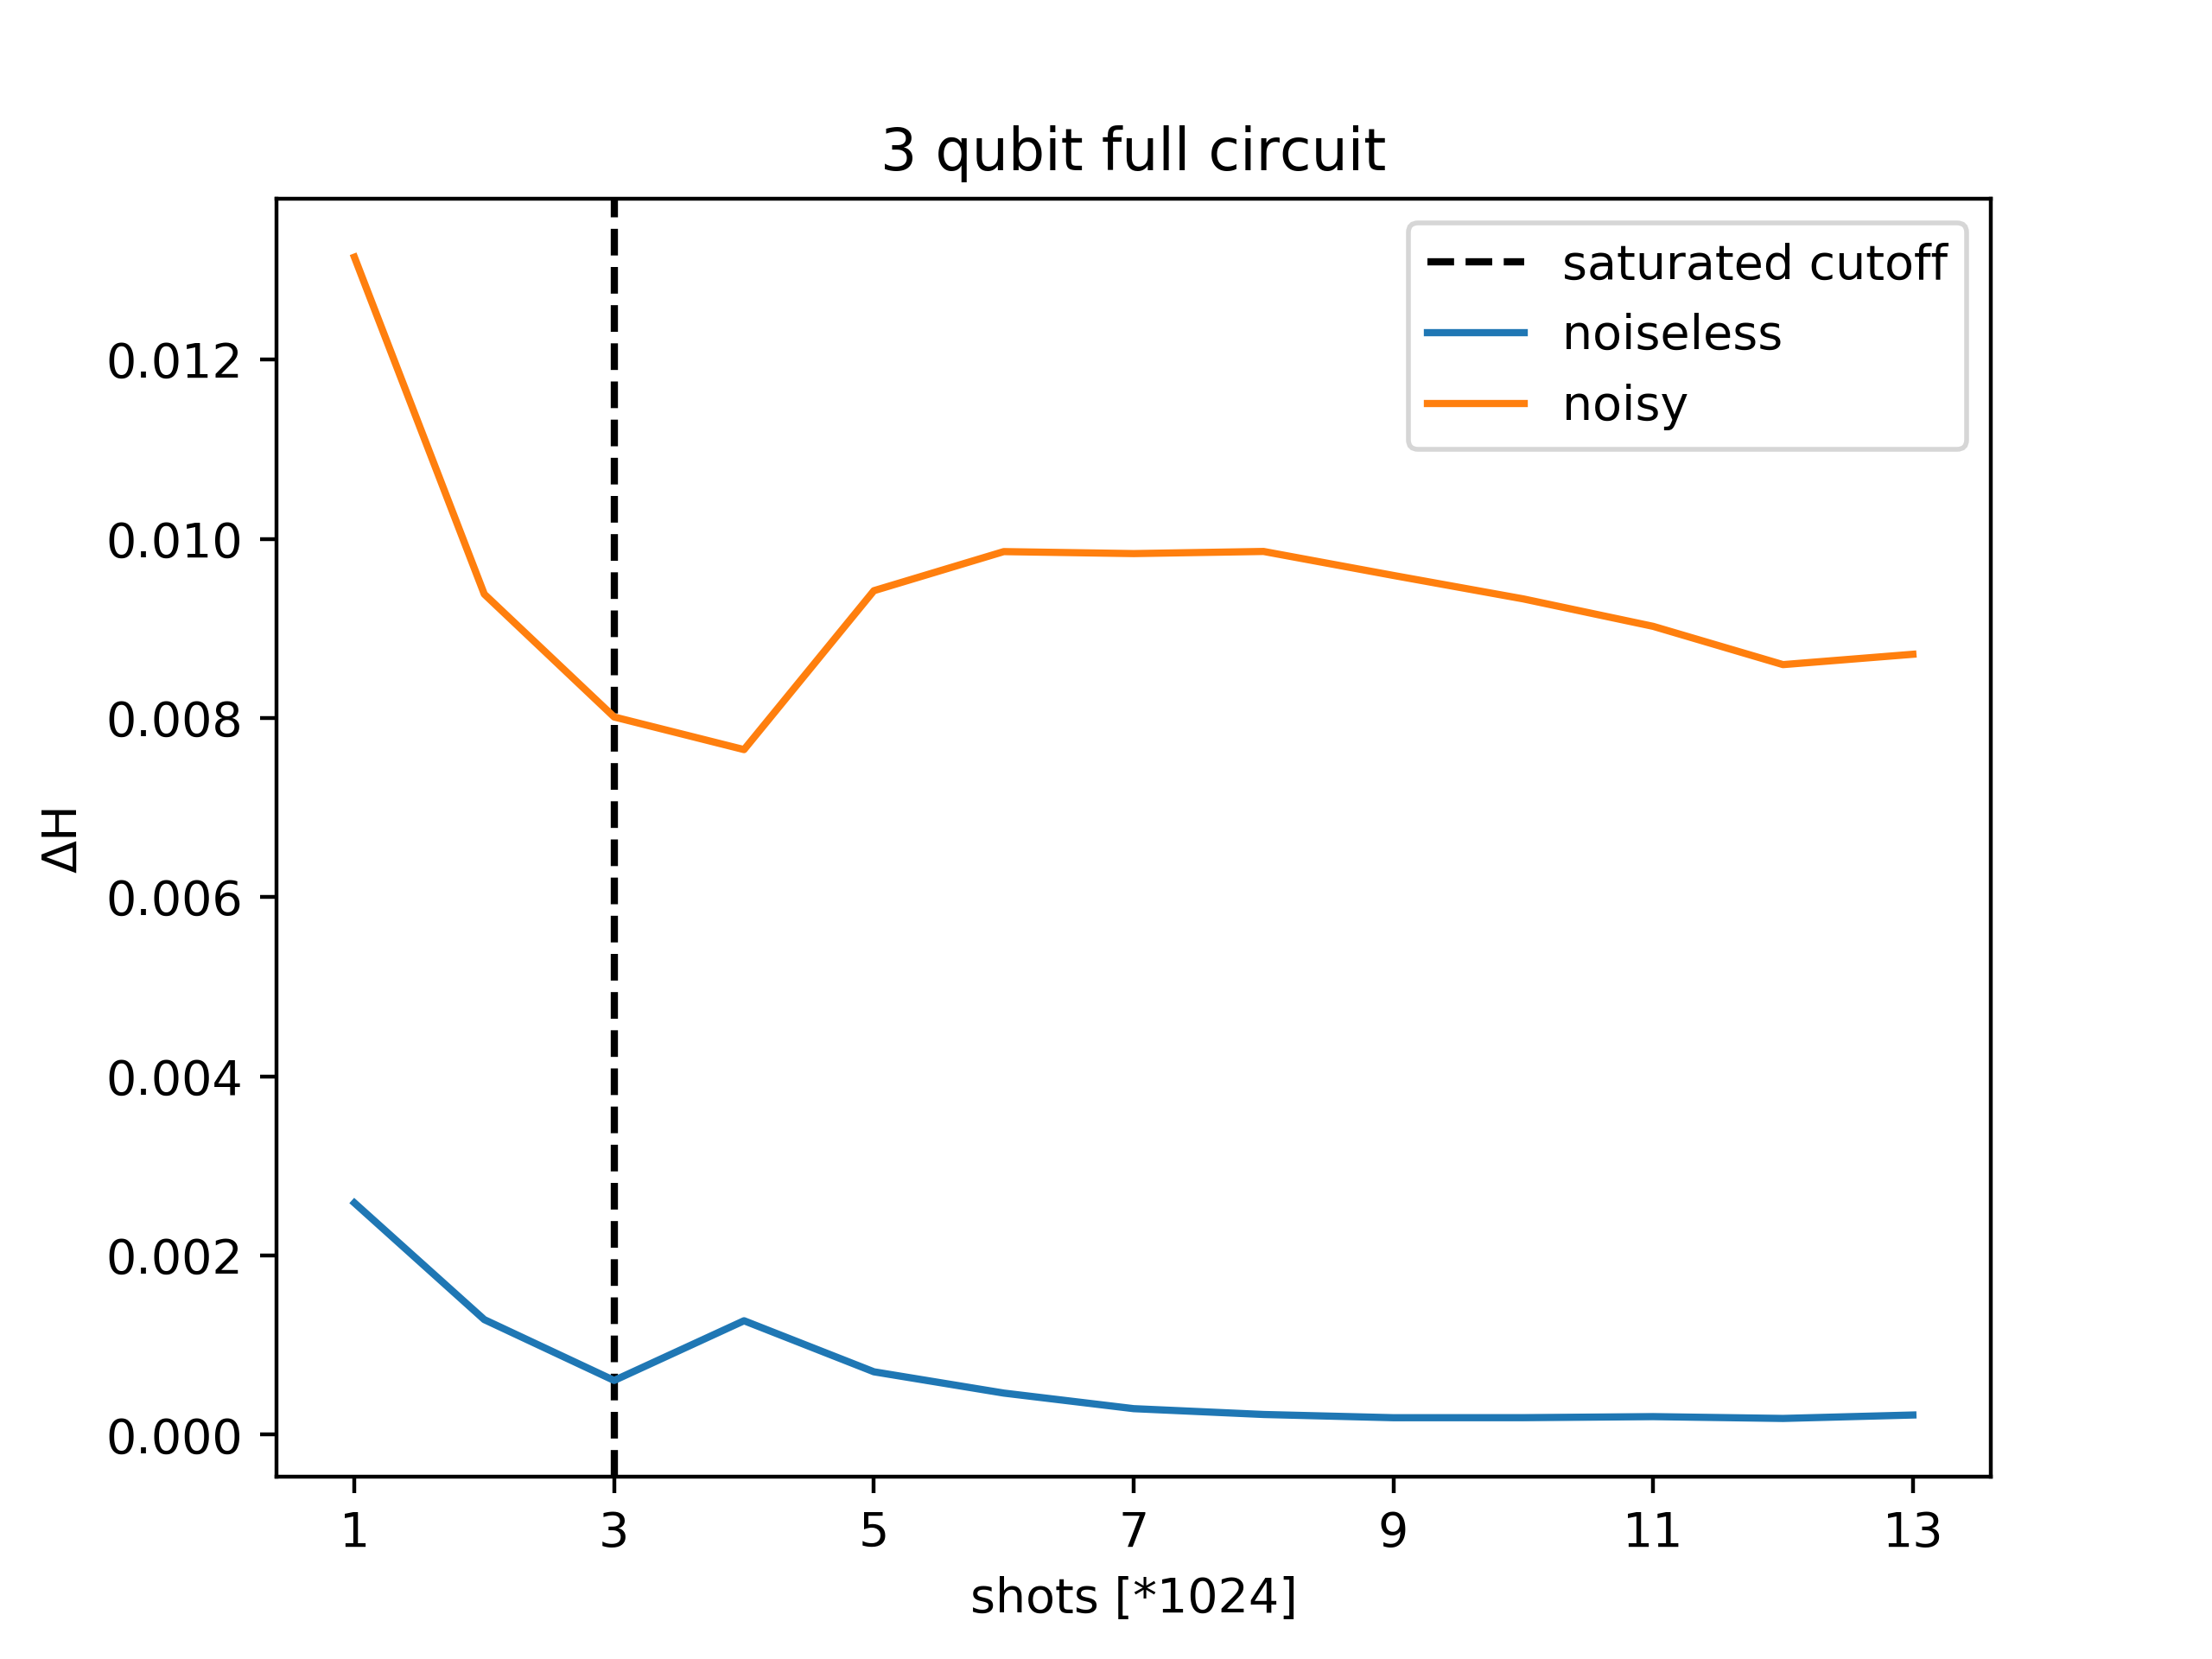 3 qubit full circuit
saturated cutoff
noiseless
noisy
0.012
0.010
0.008
0.006
0.004
0.002
0.000
ΔH
1 3 5 7 9 11 13
shots [*1024]